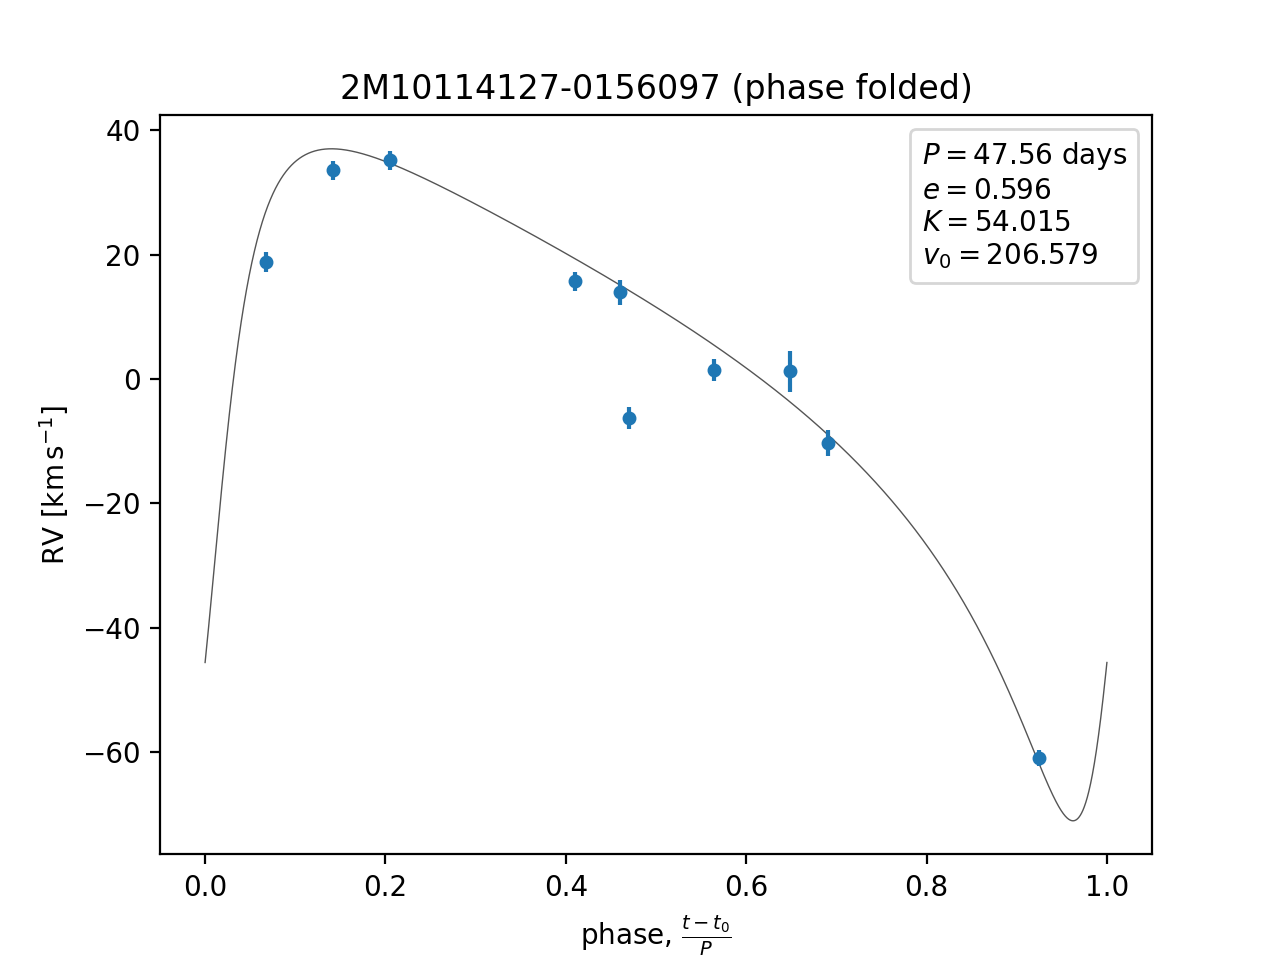 2M10114127-0156097 (phase folded)
P = 47.56 days
e = 0.596
K = 54.015
v₀ = 206.579
RV [km s⁻¹]
40
20
0
−20
−40
−60
0.0 0.2 0.4 0.6 0.8 1.0
phase, (t − t₀)/P